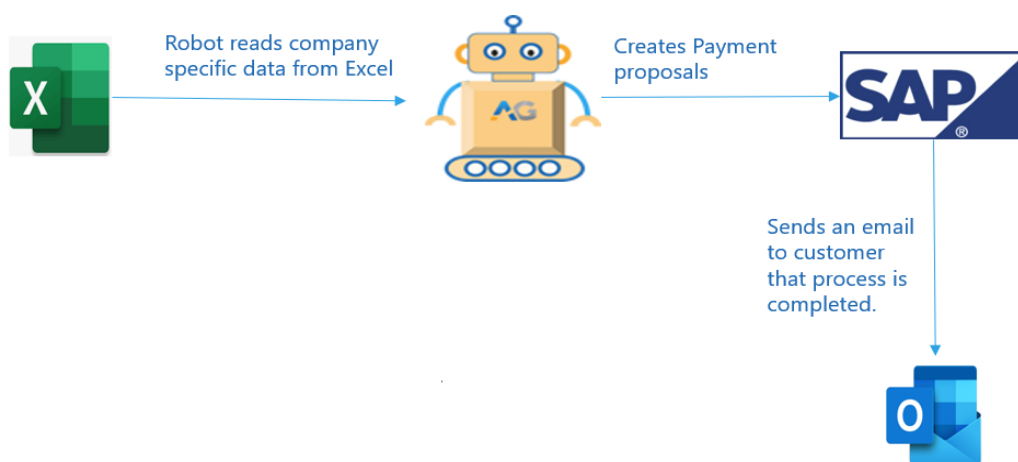 Robot reads company
specific data from Excel
Creates Payment
proposals
X
AG
SAP
®
Sends an email
to customer
that process is
completed.
O